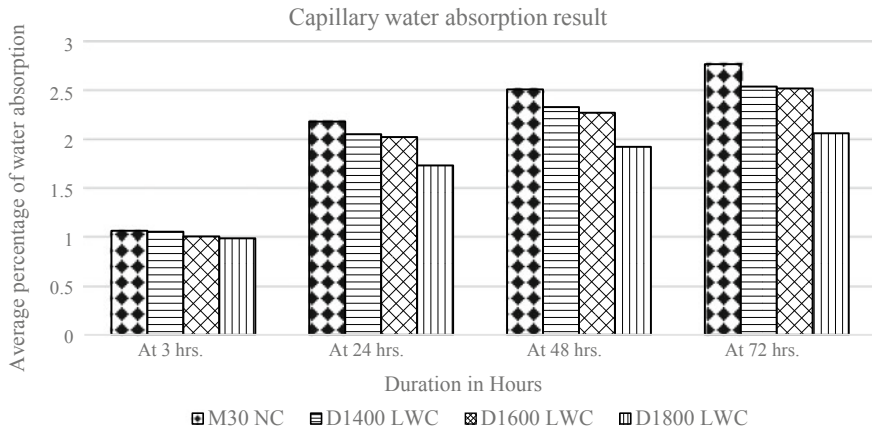 Capillary water absorption result
Average percentage of water absorption
3
2.5
2
1.5
1
0.5
0
At 3 hrs.
At 24 hrs.
At 48 hrs.
At 72 hrs.
Duration in Hours
M30 NC
D1400 LWC
D1600 LWC
D1800 LWC